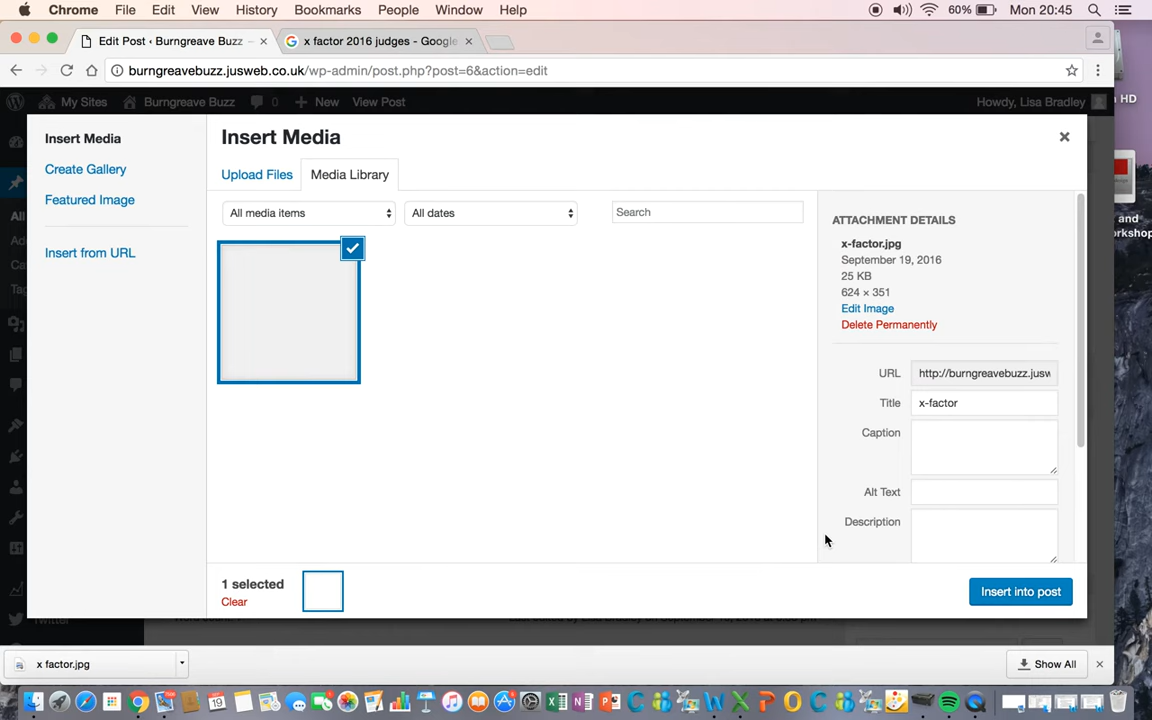 Chrome File Edit View History Bookmarks People Window Help 60% Mon 20:45
Edit Post ‹ Burngreave Buzz x factor 2016 judges - Google
burngreavebuzz.jusweb.co.uk/wp-admin/post.php?post=6&action=edit
My Sites Burngreave Buzz 0 New View Post Howdy, Lisa Bradley
HD
Insert Media
Insert Media
Create Gallery
Upload Files
Media Library
Featured Image
All
All media items
All dates
Search
and
ATTACHMENT DETAILS
x-factor.jpg
September 19, 2016
Insert from URL
25 KB
624 × 351
Edit Image
Delete Permanently
URL http://burngreavebuzz.jusw
Title x-factor
Caption
Alt Text
Description
1 selected
Clear
Insert into post
Twitter
x factor.jpg
Show All
19